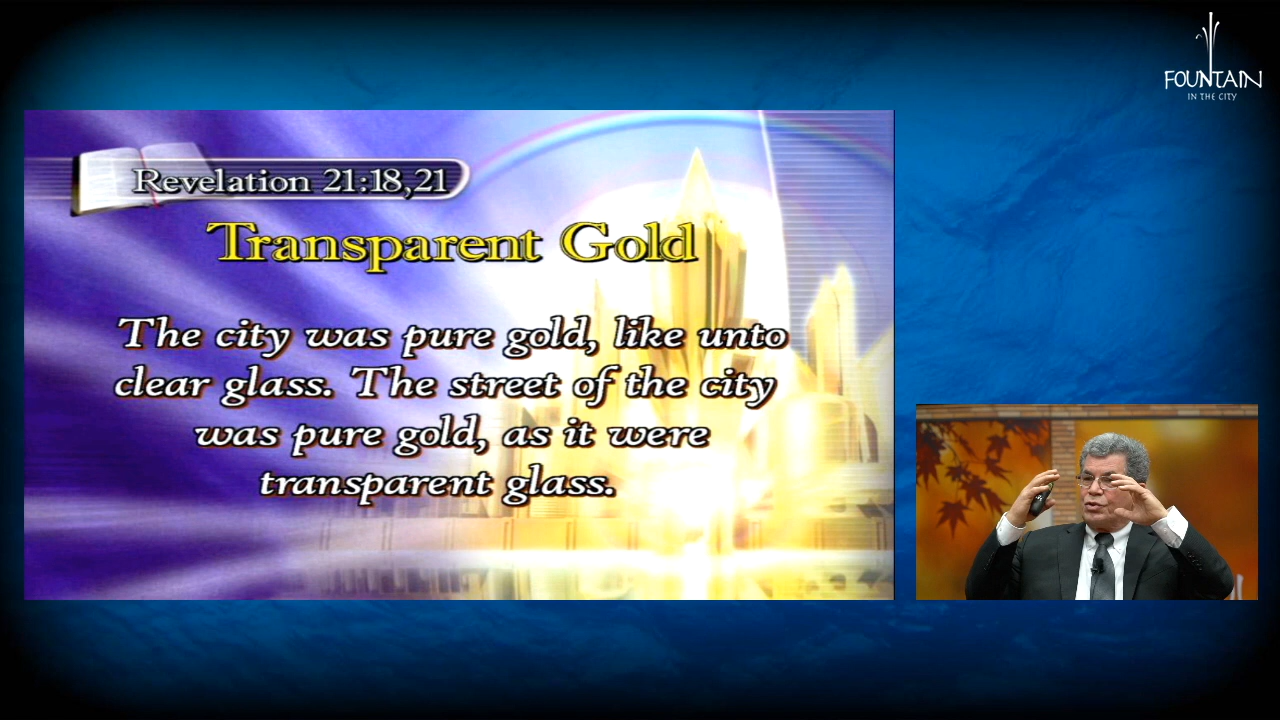 FOUNTAIN
IN THE CITY
Revelation 21:18,21
Transparent Gold
The city was pure gold, like unto
clear glass. The street of the city
was pure gold, as it were
transparent glass.